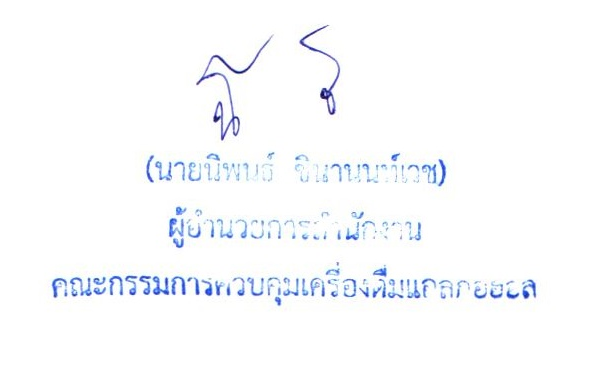 (นายนิพนธ์ ชินานนท์เวช)
ผู้อำนวยการสำนักงาน
คณะกรรมการควบคุมเครื่องดื่มแอลกอฮอล